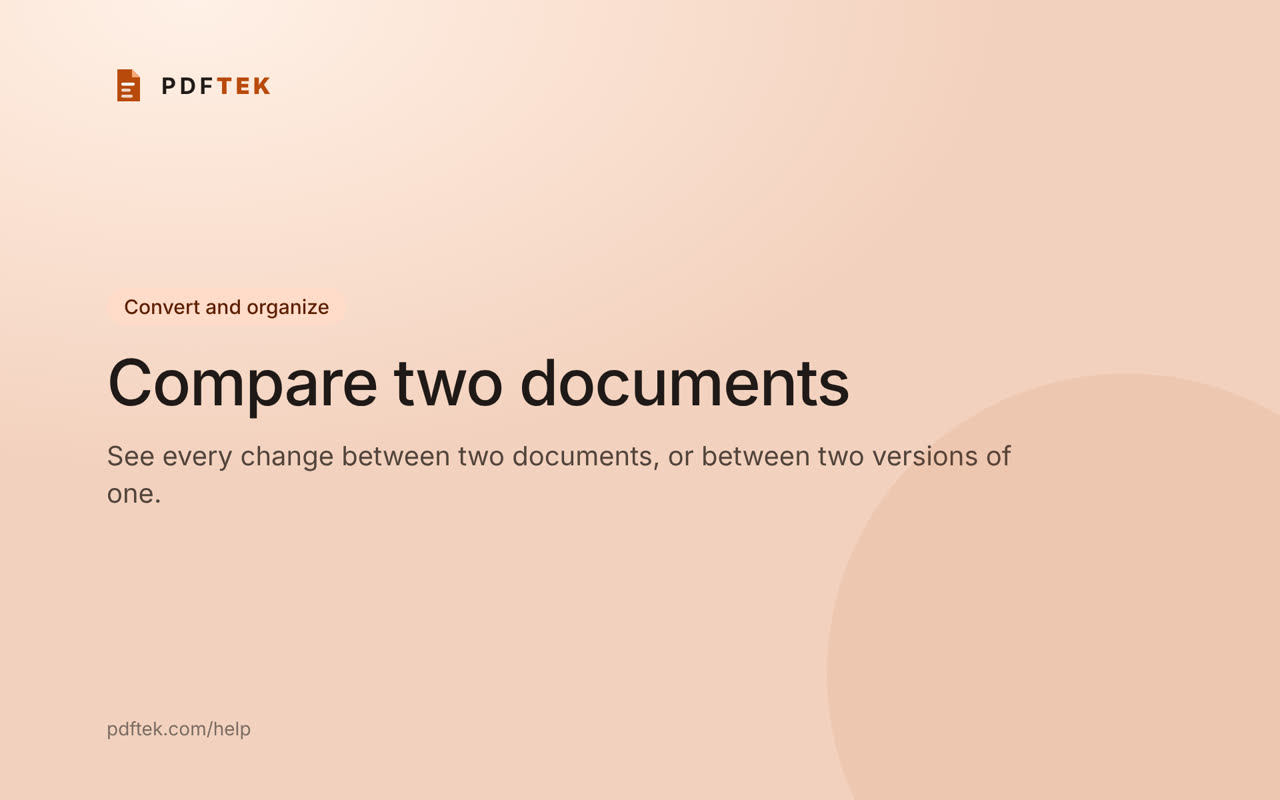 PDFTEK
Convert and organize
Compare two documents
See every change between two documents, or between two versions of
one.
pdftek.com/help